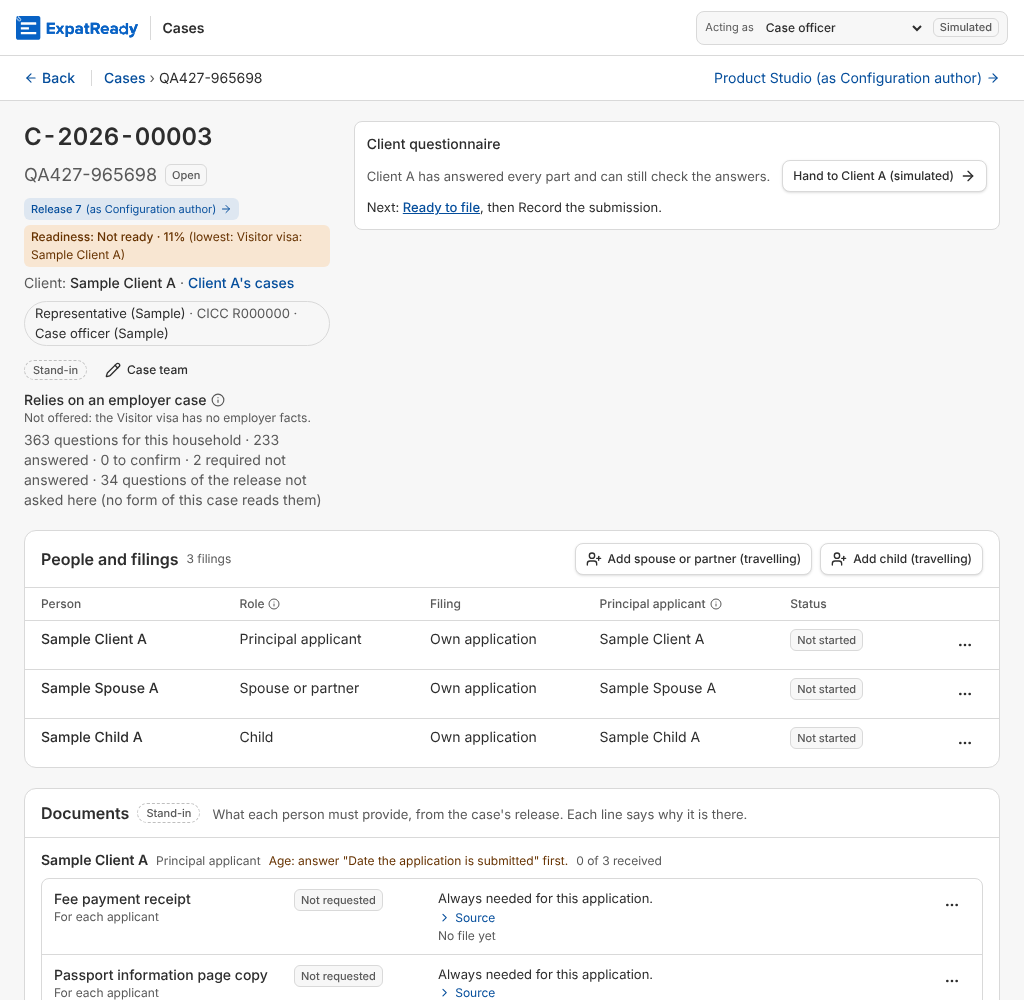 ExpatReady
Cases
Acting as Case officer Simulated
Back
Cases › QA427-965698
Product Studio (as Configuration author) →
C-2026-00003
QA427-965698 Open
Release 7 (as Configuration author) →
Readiness: Not ready · 11% (lowest: Visitor visa:
Sample Client A)
Client: Sample Client A · Client A's cases
Representative (Sample) · CICC R000000 ·
Case officer (Sample)
Stand-in Case team
Relies on an employer case
Not offered: the Visitor visa has no employer facts.
363 questions for this household · 233
answered · 0 to confirm · 2 required not
answered · 34 questions of the release not
asked here (no form of this case reads them)
Client questionnaire
Client A has answered every part and can still check the answers.
Hand to Client A (simulated) →
Next: Ready to file, then Record the submission.
People and filings 3 filings
Add spouse or partner (travelling)
Add child (travelling)
Person Role Filing Principal applicant Status
Sample Client A Principal applicant Own application Sample Client A Not started ...
Sample Spouse A Spouse or partner Own application Sample Spouse A Not started ...
Sample Child A Child Own application Sample Child A Not started ...
Documents Stand-in What each person must provide, from the case's release. Each line says why it is there.
Sample Client A Principal applicant Age: answer "Date the application is submitted" first. 0 of 3 received
Fee payment receipt Not requested Always needed for this application. ...
For each applicant
Source
No file yet
Passport information page copy Not requested Always needed for this application. ...
For each applicant
Source